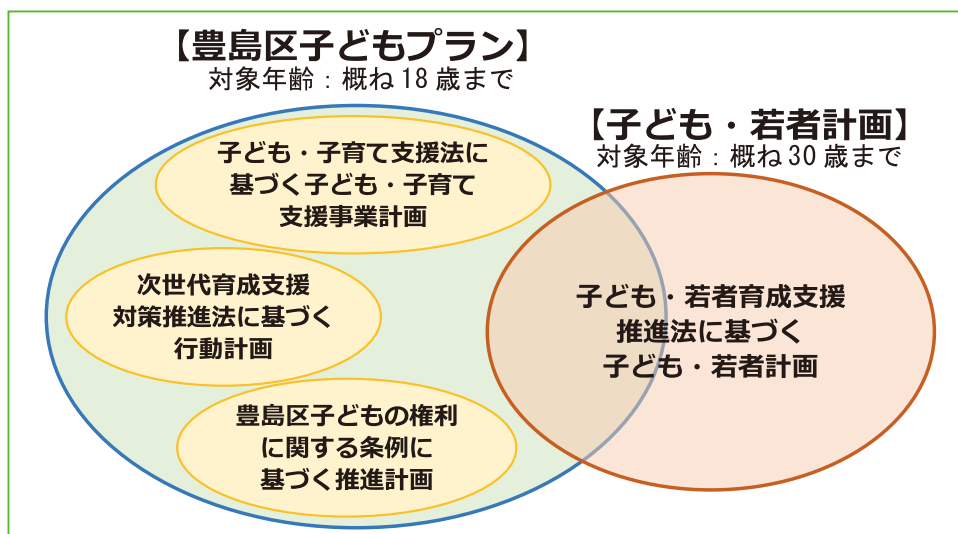 【豊島区子どもプラン】
対象年齢：概ね18歳まで
【子ども・若者計画】
対象年齢：概ね30歳まで
子ども・子育て支援法に
基づく子ども・子育て
支援事業計画
次世代育成支援
対策推進法に基づく
行動計画
豊島区子どもの権利
に関する条例に
基づく推進計画
子ども・若者育成支援
推進法に基づく
子ども・若者計画